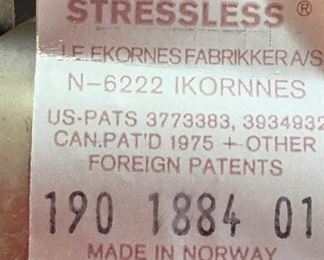 STRESSLESS ®
J.E. EKORNES FABRIKKER A/S
N-6222 IKORNNES
US-PATS 3773383, 3934932
CAN.PAT'D 1975 + OTHER
FOREIGN PATENTS
190 1884 01
MADE IN NORWAY